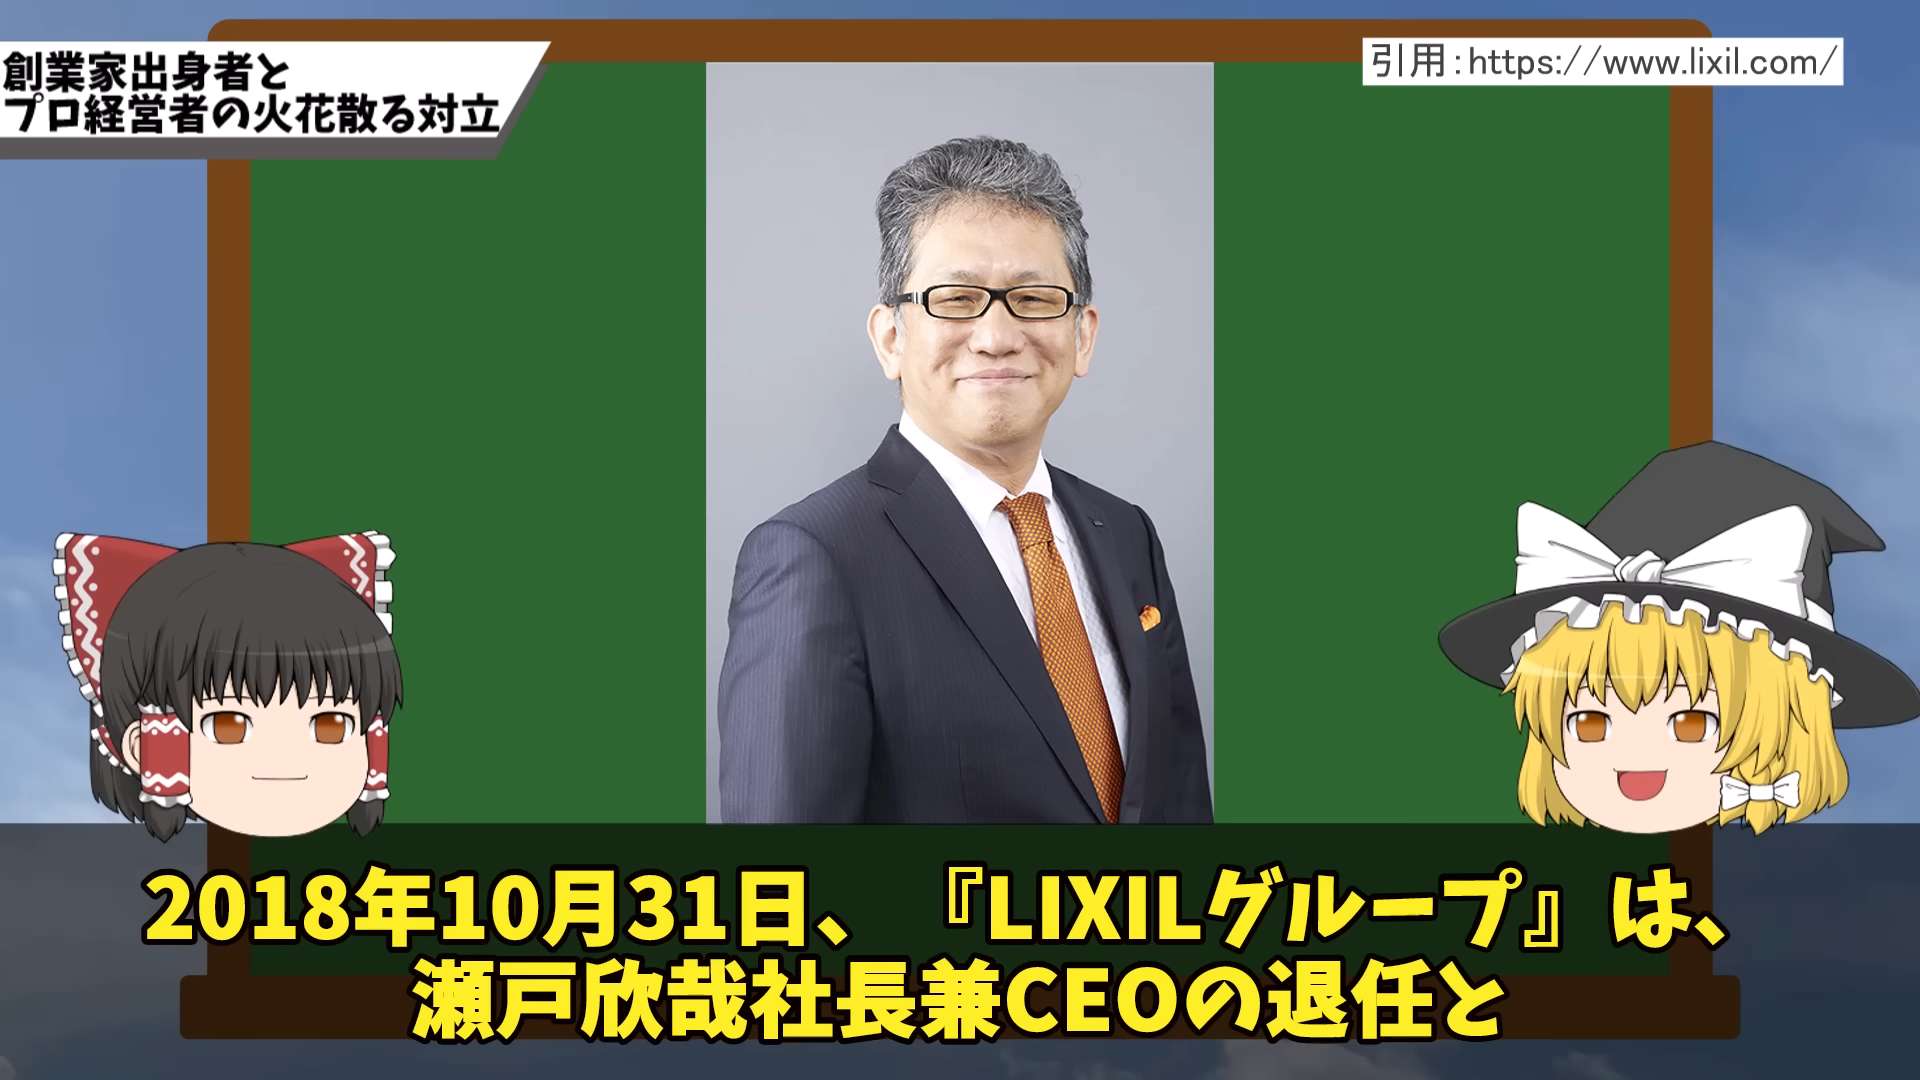 創業家出身者と
プロ経営者の火花散る対立
引用：https://www.lixil.com/
2018年10月31日、『LIXILグループ』は、
瀬戸欣哉社長兼CEOの退任と